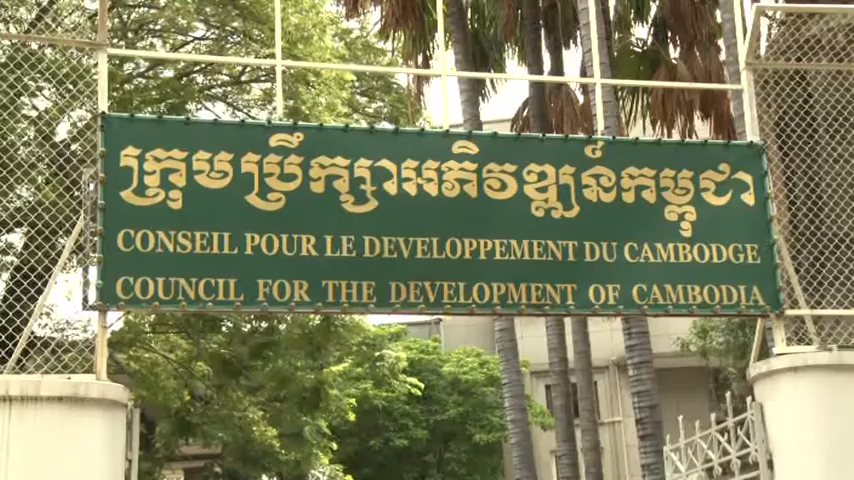 ក្រុមប្រឹក្សាអភិវឌ្ឍន៍កម្ពុជា
CONSEIL POUR LE DEVELOPPEMENT DU CAMBODGE
COUNCIL FOR THE DEVELOPMENT OF CAMBODIA